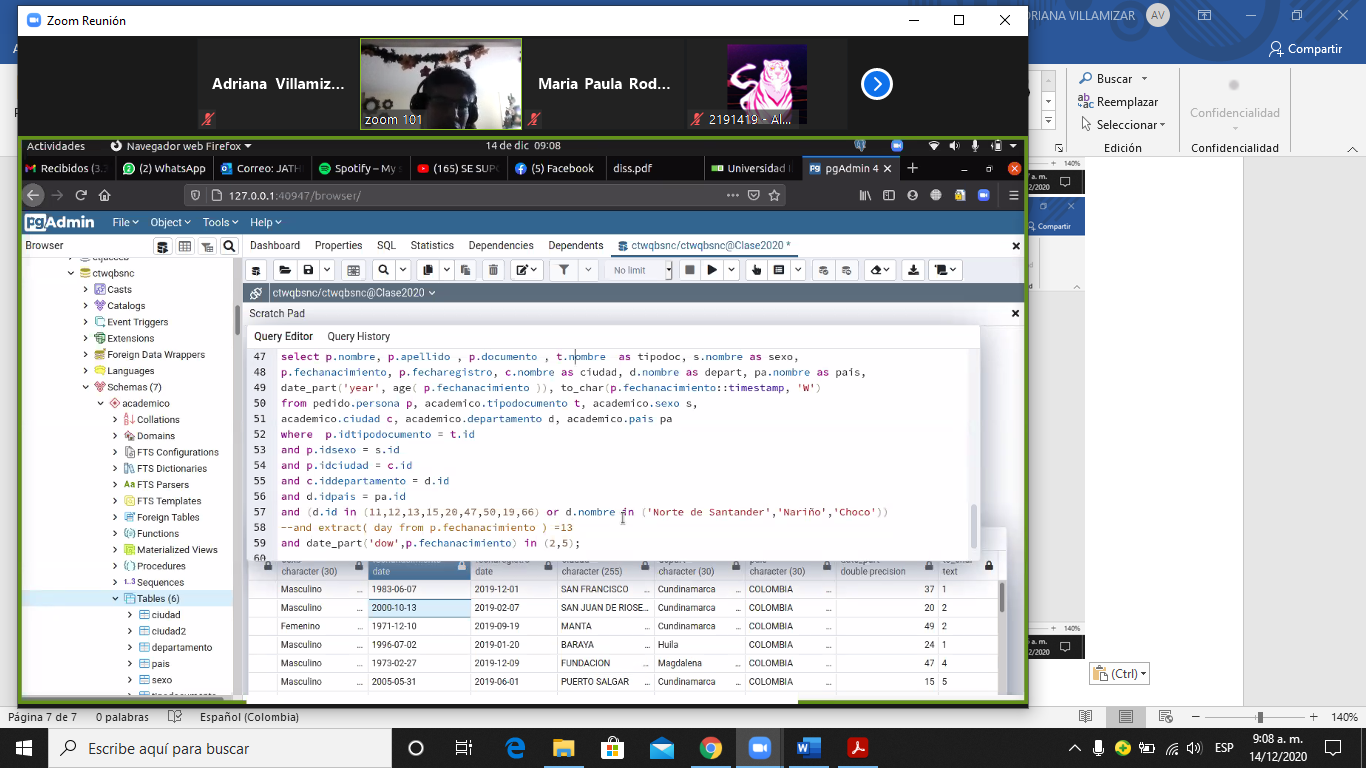 Zoom Reunión
DRIANA VILLAMIZAR AV
Compartir
Adriana Villamiz...
zoom 101
Maria Paula Rod...
2191419 - Al...
Buscar
Reemplazar
Seleccionar
Edición
Confidencialidad
Confidencialidad
Actividades
Navegador web Firefox
14 de dic 09:08
Recibidos (3.
(2) WhatsApp
Correo: JATH
Spotify – My s
(165) SE SUPO
(5) Facebook
diss.pdf
Universidad I
pgAdmin 4
127.0.0.1:40947/browser/
pgAdmin
File
Object
Tools
Help
Browser
Dashboard
Properties
SQL
Statistics
Dependencies
Dependents
ctwqbsnc/ctwqbsnc@Clase2020 *
No limit
ctwqbsnc/ctwqbsnc@Clase2020
Scratch Pad
Query Editor
Query History
ctwqbsnc
Casts
Catalogs
Event Triggers
Extensions
Foreign Data Wrappers
Languages
Schemas (7)
academico
Collations
Domains
FTS Configurations
FTS Dictionaries
FTS Parsers
FTS Templates
Foreign Tables
Functions
Materialized Views
Procedures
Sequences
Tables (6)
ciudad
ciudad2
departamento
pais
sexo
47 select p.nombre, p.apellido , p.documento , t.nombre  as tipodoc, s.nombre as sexo,
48 p.fechanacimiento, p.fecharegistro, c.nombre as ciudad, d.nombre as depart, pa.nombre as pais,
49 date_part('year', age( p.fechanacimiento )), to_char(p.fechanacimiento::timestamp, 'W')
50 from pedido.persona p, academico.tipodocumento t, academico.sexo s,
51 academico.ciudad c, academico.departamento d, academico.pais pa
52 where  p.idtipodocumento = t.id
53 and p.idsexo = s.id
54 and p.idciudad = c.id
55 and c.iddepartamento = d.id
56 and d.idpais = pa.id
57 and (d.id in (11,12,13,15,20,47,50,19,66) or d.nombre in ('Norte de Santander','Nariño','Choco'))
58 --and extract( day from p.fechanacimiento ) =13
59 and date_part('dow',p.fechanacimiento) in (2,5);
60
character (30) date date character (255) character (30) character (30) double precision text
Masculino ... 1983-06-07 2019-12-01 SAN FRANCISCO ... Cundinamarca ... COLOMBIA ... 37 1
Masculino ... 2000-10-13 2019-02-07 SAN JUAN DE RIOSE... Cundinamarca ... COLOMBIA ... 20 2
Femenino ... 1971-12-10 2019-09-19 MANTA ... Cundinamarca ... COLOMBIA ... 49 2
Masculino ... 1996-07-02 2019-01-20 BARAYA ... Huila ... COLOMBIA ... 24 1
Masculino ... 1973-02-27 2019-12-09 FUNDACION ... Magdalena ... COLOMBIA ... 47 4
Masculino ... 2005-05-31 2019-06-01 PUERTO SALGAR ... Cundinamarca ... COLOMBIA ... 15 5
140%
Compartir
140%
(Ctrl)
Página 7 de 7
0 palabras
Español (Colombia)
140%
Escribe aquí para buscar
ESP
9:08 a. m.
14/12/2020